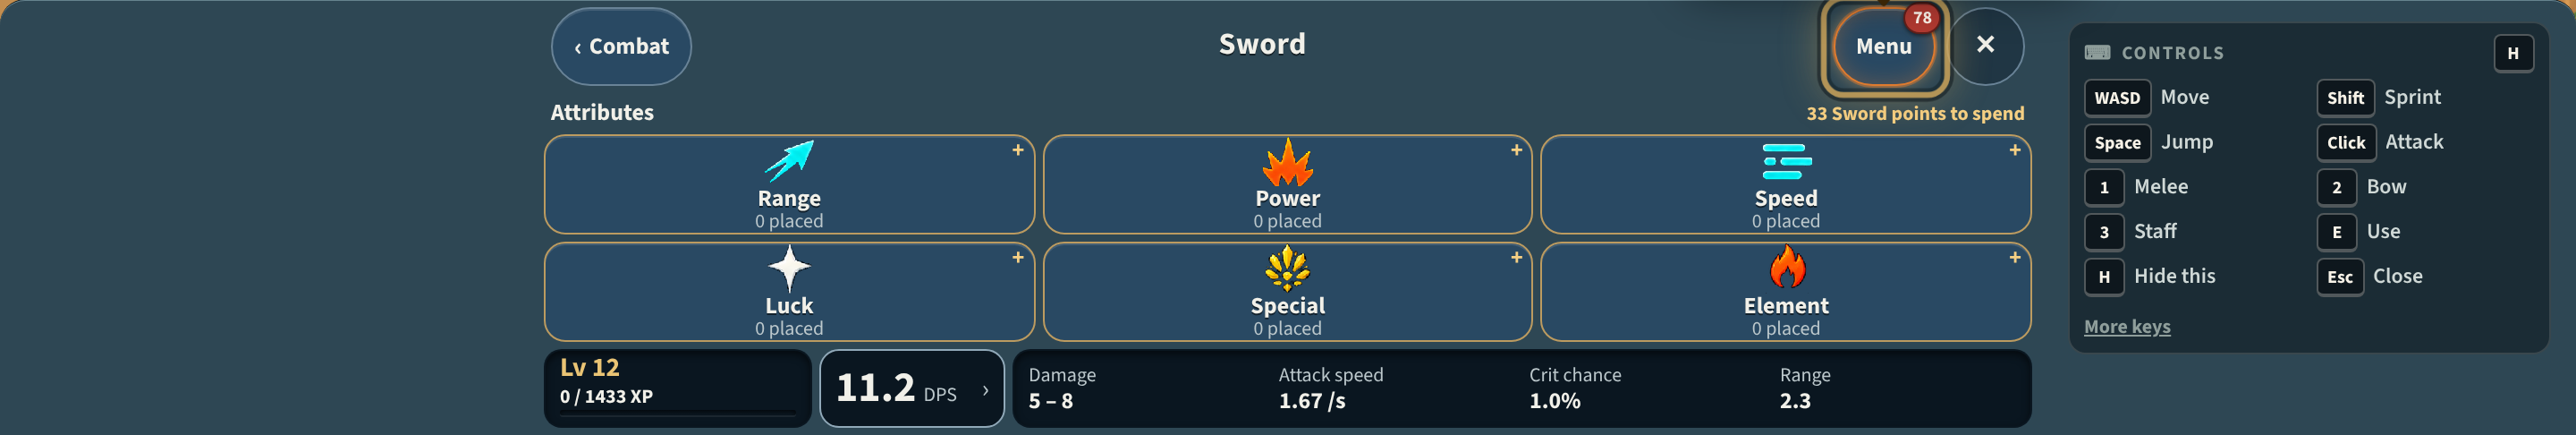 ‹ Combat
Sword
Menu
78
✕
Attributes
33 Sword points to spend
+
Range
0 placed
+
Power
0 placed
+
Speed
0 placed
+
Luck
0 placed
+
Special
0 placed
+
Element
0 placed
Lv 12
0 / 1433 XP
11.2 DPS ›
Damage
5 – 8
Attack speed
1.67 /s
Crit chance
1.0%
Range
2.3
CONTROLS H
WASD Move
Shift Sprint
Space Jump
Click Attack
1 Melee
2 Bow
3 Staff
E Use
H Hide this
Esc Close
More keys